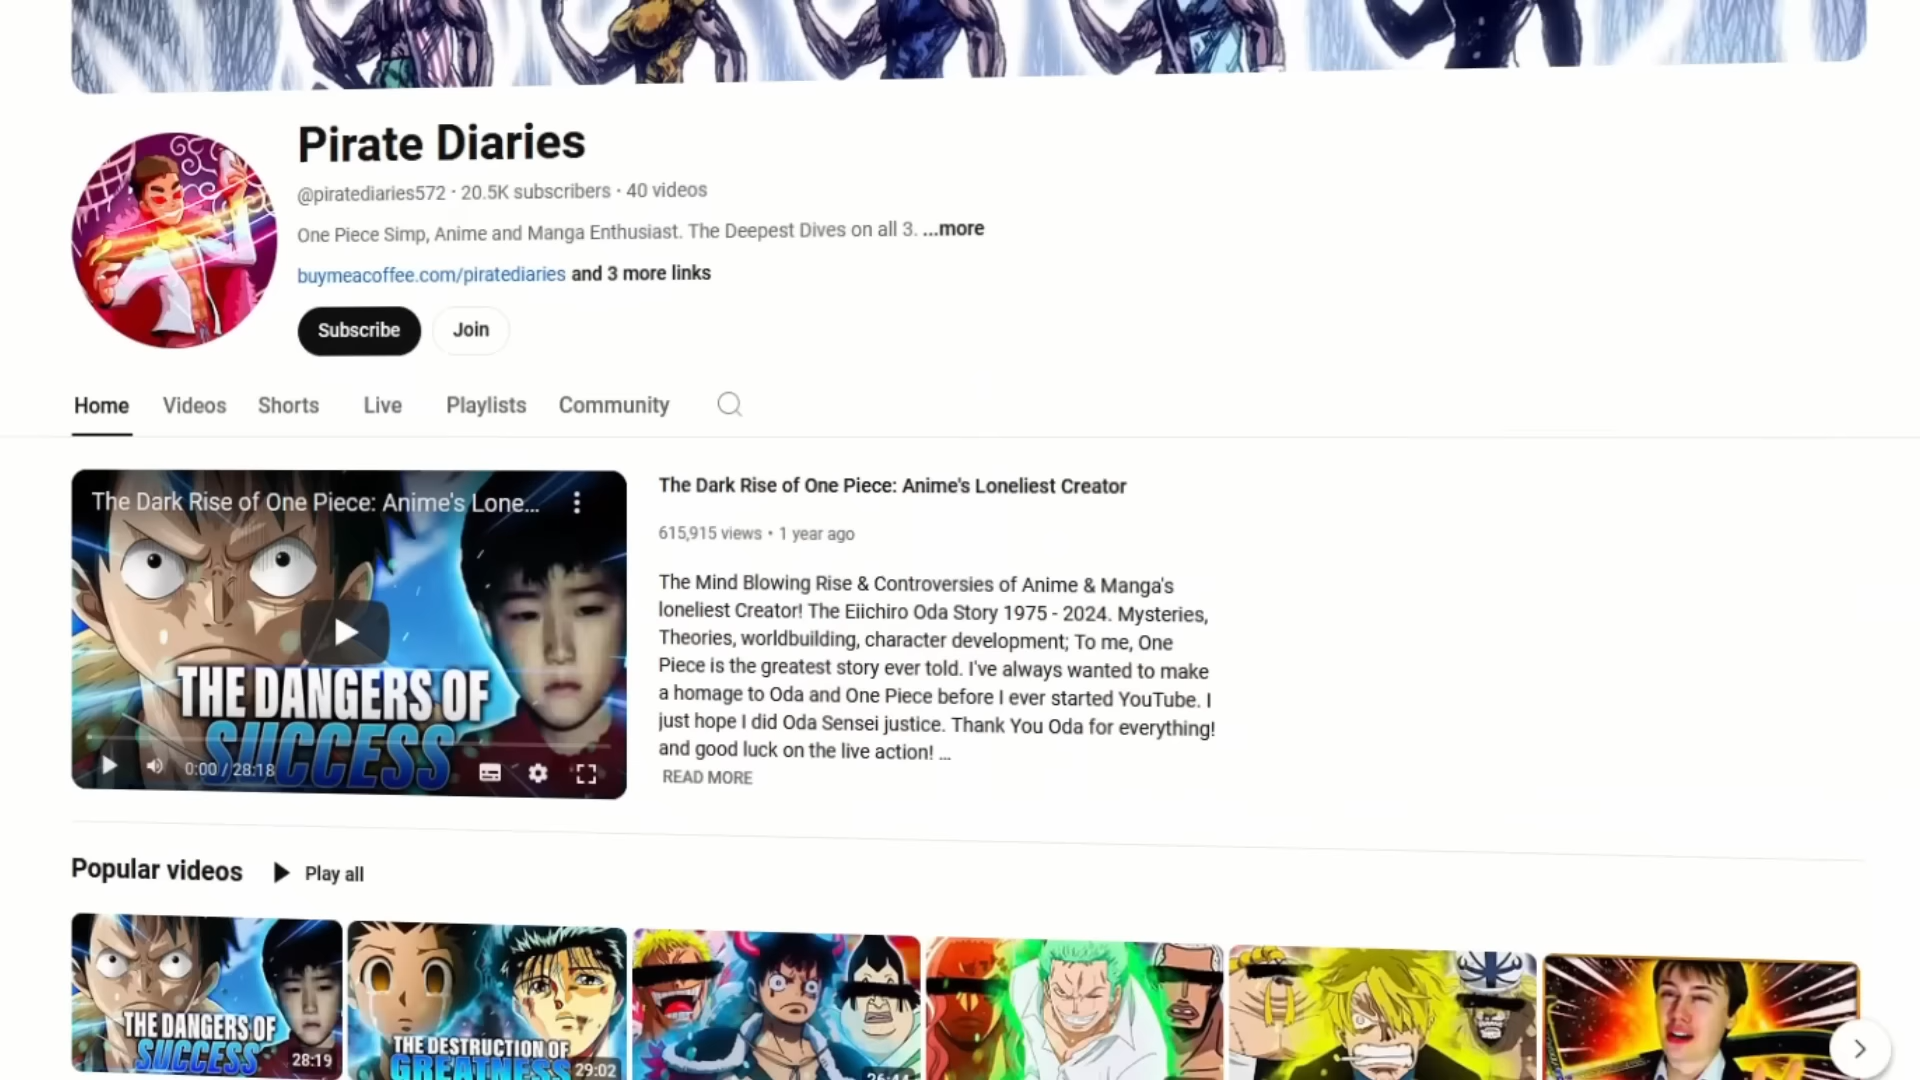 Pirate Diaries
@piratediaries572 · 20.5K subscribers · 40 videos
One Piece Simp, Anime and Manga Enthusiast. The Deepest Dives on all 3. ...more
buymeacoffee.com/piratediaries and 3 more links
Subscribe
Join
Home
Videos
Shorts
Live
Playlists
Community
The Dark Rise of One Piece: Anime's Lone...
THE DANGERS OF
SUCCESS
0:00 / 28:18
The Dark Rise of One Piece: Anime's Loneliest Creator
615,915 views • 1 year ago
The Mind Blowing Rise & Controversies of Anime & Manga's
loneliest Creator! The Eiichiro Oda Story 1975 - 2024. Mysteries,
Theories, worldbuilding, character development; To me, One
Piece is the greatest story ever told. I've always wanted to make
a homage to Oda and One Piece before I ever started YouTube. I
just hope I did Oda Sensei justice. Thank You Oda for everything!
and good luck on the live action! ...
READ MORE
Popular videos
Play all
THE DANGERS OF
SUCCESS
28:19
THE DESTRUCTION OF
GREATNESS
29:02
26:44